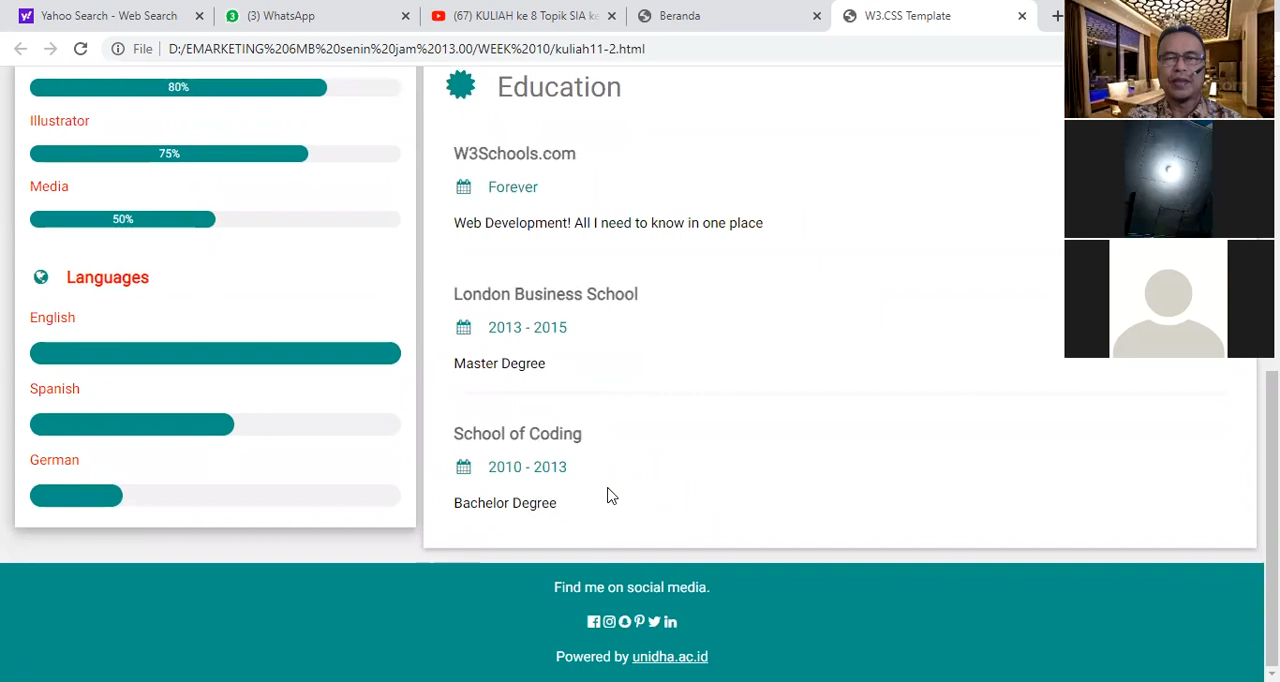 Yahoo Search - Web Search
(3) WhatsApp
(67) KULIAH ke 8 Topik SIA ke
Beranda
W3.CSS Template
File
D:/EMARKETING%206MB%20senin%20jam%2013.00/WEEK%2010/kuliah11-2.html
80%
Illustrator
75%
Media
50%
Languages
English
Spanish
German
Education
W3Schools.com
Forever
Web Development! All I need to know in one place
London Business School
2013 - 2015
Master Degree
School of Coding
2010 - 2013
Bachelor Degree
Find me on social media.
Powered by unidha.ac.id